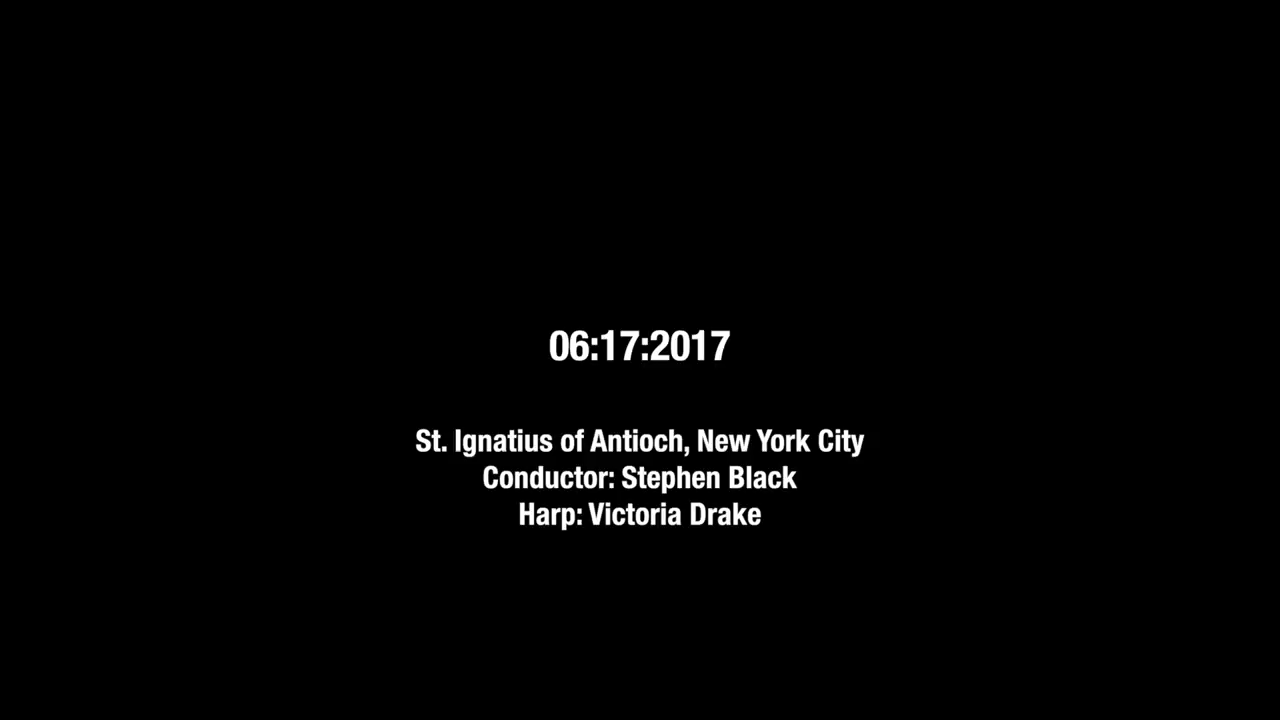 06:17:2017
St. Ignatius of Antioch, New York City
Conductor: Stephen Black
Harp: Victoria Drake